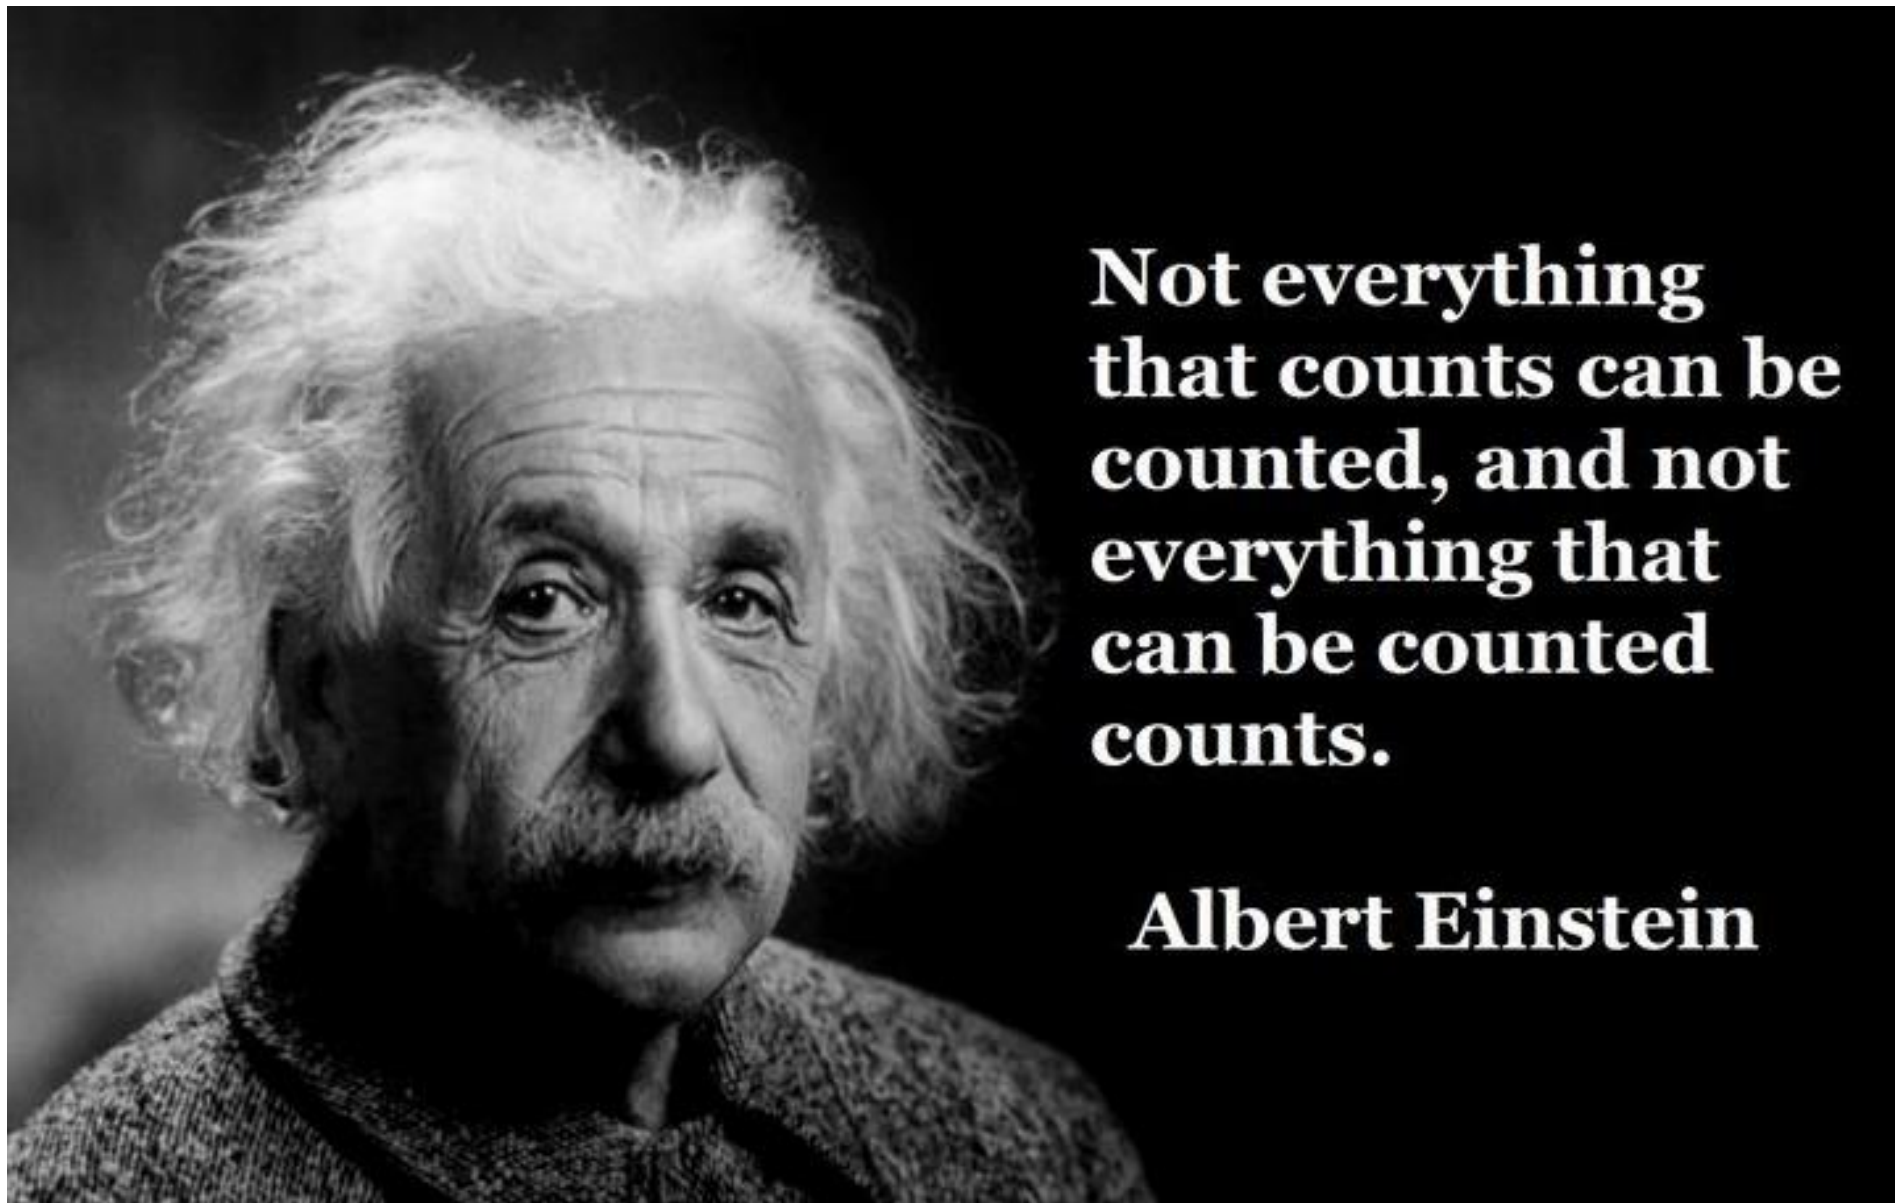 Not everything
that counts can be
counted, and not
everything that
can be counted
counts.
Albert Einstein